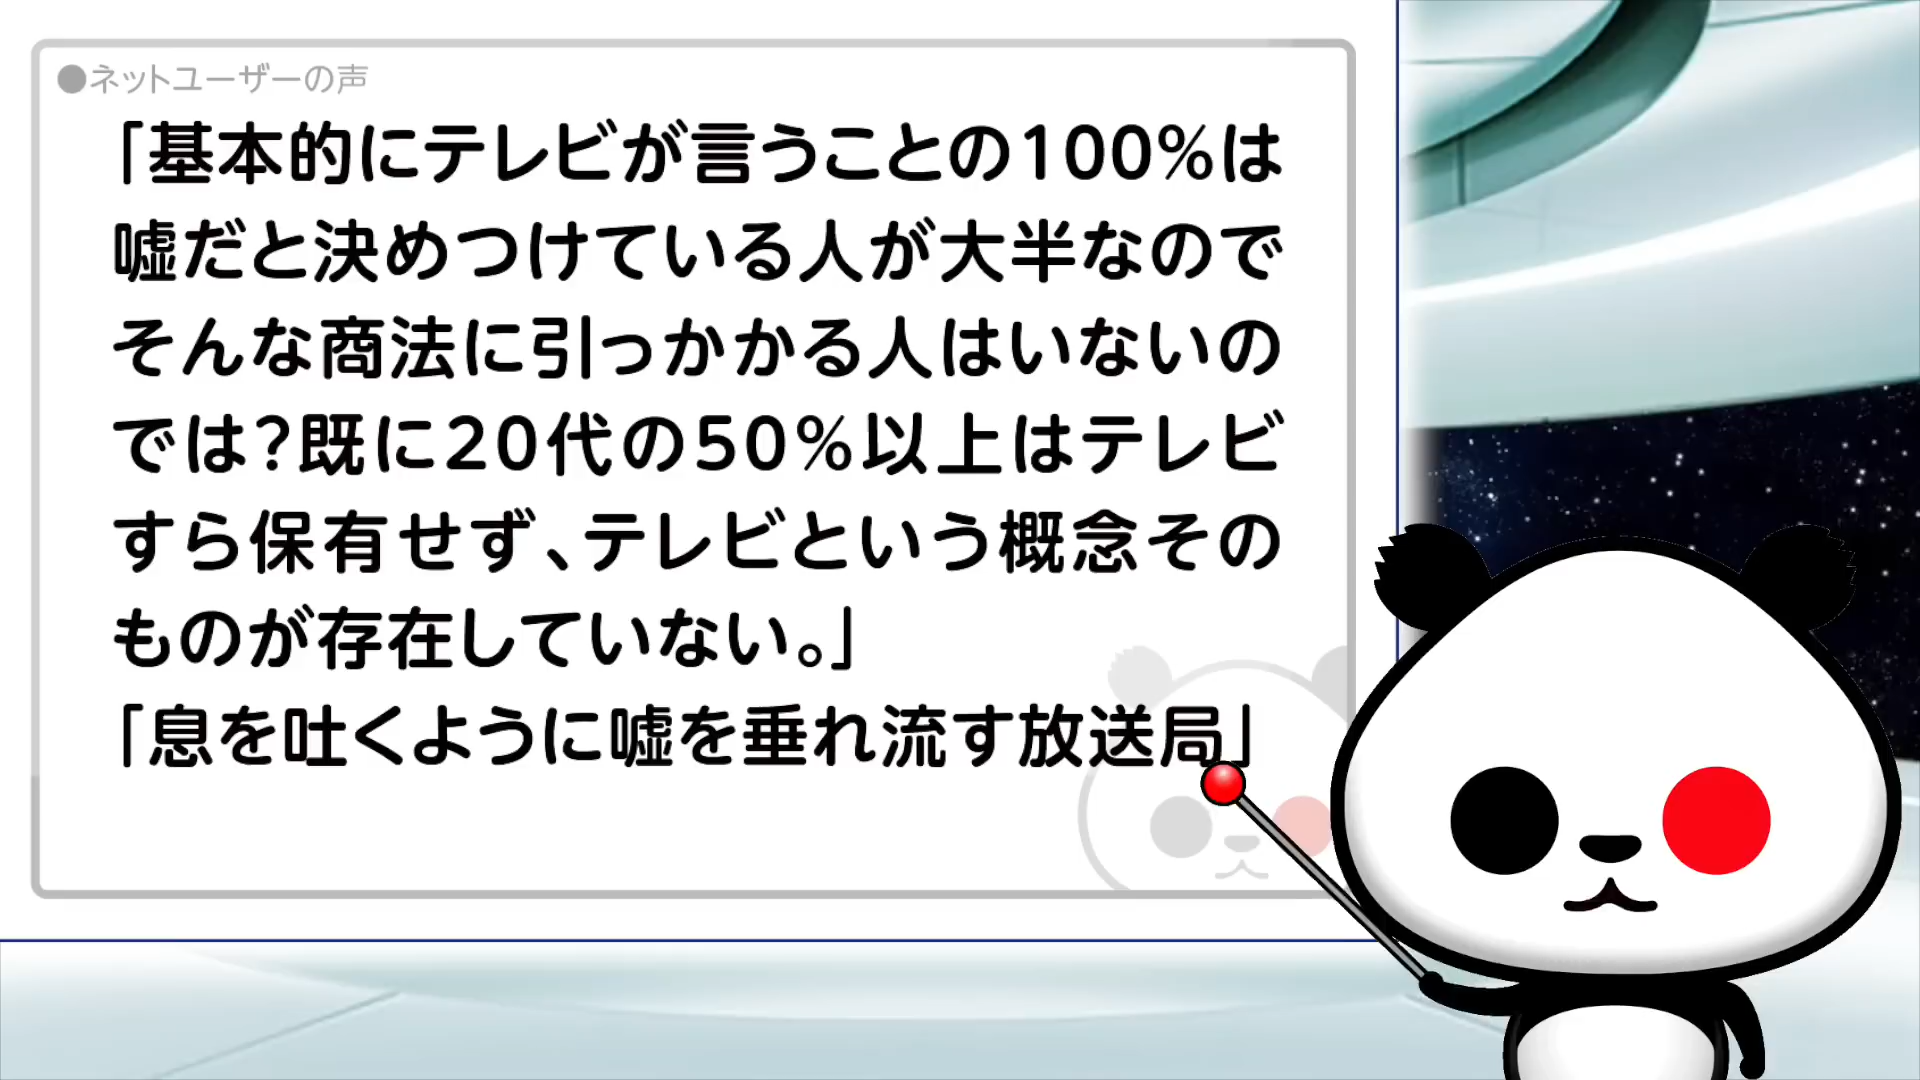 ●ネットユーザーの声
「基本的にテレビが言うことの100%は
嘘だと決めつけている人が大半なので
そんな商法に引っかかる人はいないの
では?既に20代の50%以上はテレビ
すら保有せず、テレビという概念その
ものが存在していない。」
「息を吐くように嘘を垂れ流す放送局」